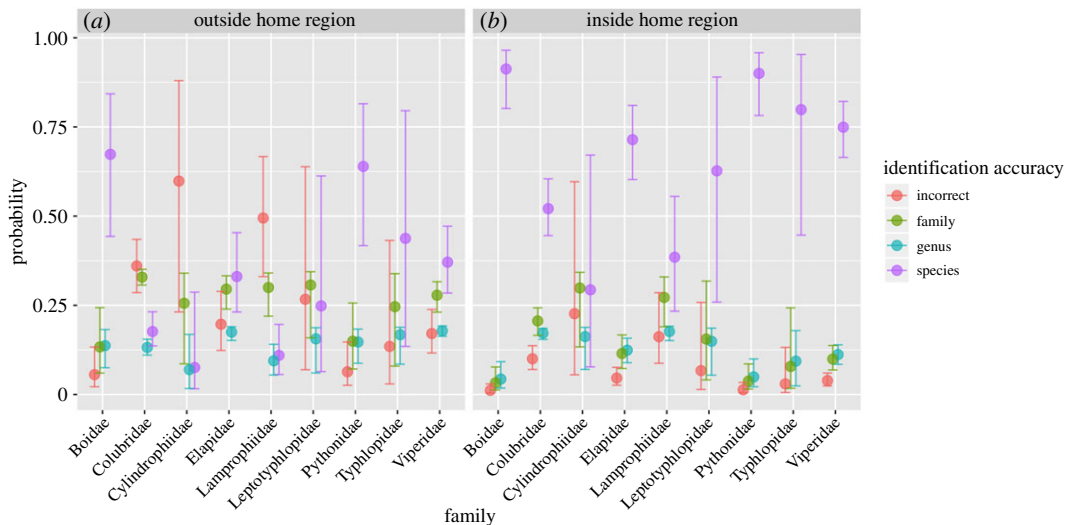 (a) outside home region
(b) inside home region
1.00
0.75
0.50
0.25
0
probability
Boidae
Colubridae
Cylindrophiidae
Elapidae
Lamprophiidae
Leptotyphlopidae
Pythonidae
Typhlopidae
Viperidae
Boidae
Colubridae
Cylindrophiidae
Elapidae
Lamprophiidae
Leptotyphlopidae
Pythonidae
Typhlopidae
Viperidae
family
identification accuracy
incorrect
family
genus
species